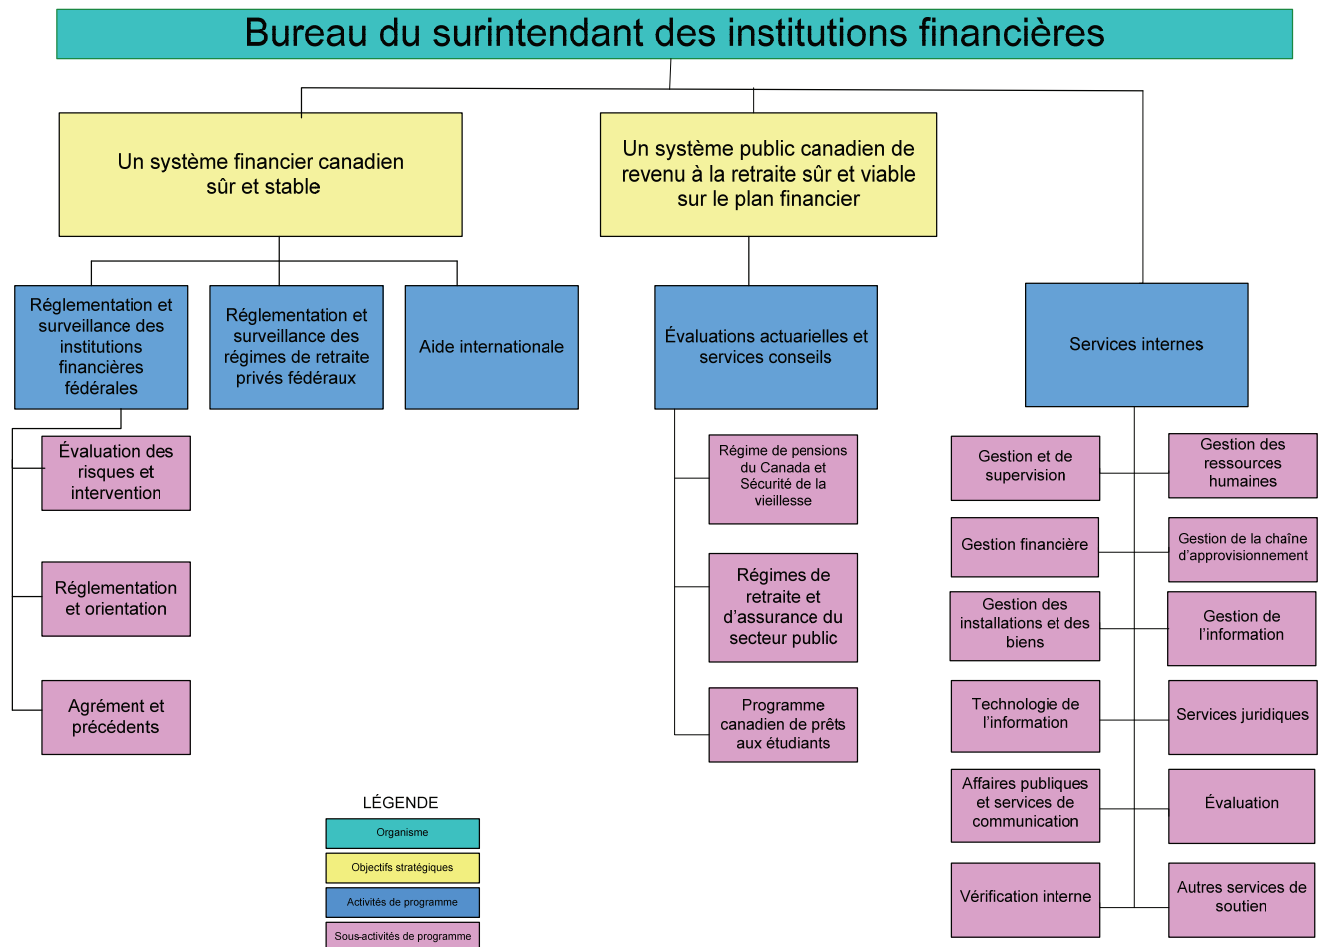 Bureau du surintendant des institutions financières
Un système financier canadien
sûr et stable
Un système public canadien de
revenu à la retraite sûr et viable
sur le plan financier
Réglementation et
surveillance des
institutions
financières
fédérales
Réglementation et
surveillance des
régimes de retraite
privés fédéraux
Aide internationale
Évaluations actuarielles et
services conseils
Services internes
Évaluation des
risques et
intervention
Réglementation
et orientation
Agrément et
précédents
Régime de pensions
du Canada et
Sécurité de la
vieillesse
Régimes de
retraite et
d’assurance du
secteur public
Programme
canadien de prêts
aux étudiants
Gestion et de
supervision
Gestion des
ressources
humaines
Gestion financière
Gestion de la chaîne
d’approvisionnement
Gestion des
installations et des
biens
Gestion de
l’information
Technologie de
l’information
Services juridiques
Affaires publiques
et services de
communication
Évaluation
Vérification interne
Autres services de
soutien
LÉGENDE
Organisme
Objectifs stratégiques
Activités de programme
Sous-activités de programme